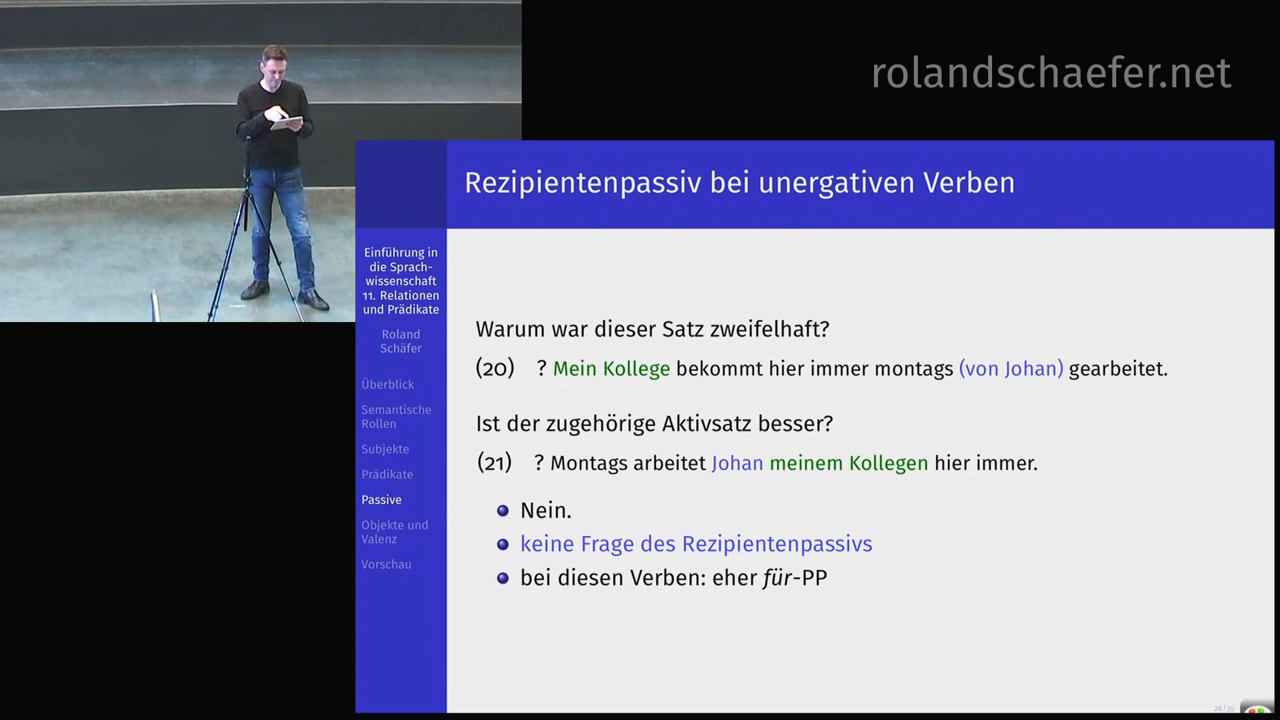 rolandschaefer.net
Rezipientenpassiv bei unergativen Verben
Einführung in
die Sprach-
wissenschaft
11. Relationen
und Prädikate
Roland
Schäfer
Überblick
Semantische
Rollen
Subjekte
Prädikate
Passive
Objekte und
Valenz
Vorschau
Warum war dieser Satz zweifelhaft?
(20) ? Mein Kollege bekommt hier immer montags (von Johan) gearbeitet.
Ist der zugehörige Aktivsatz besser?
(21) ? Montags arbeitet Johan meinem Kollegen hier immer.
Nein.
keine Frage des Rezipientenpassivs
bei diesen Verben: eher für-PP